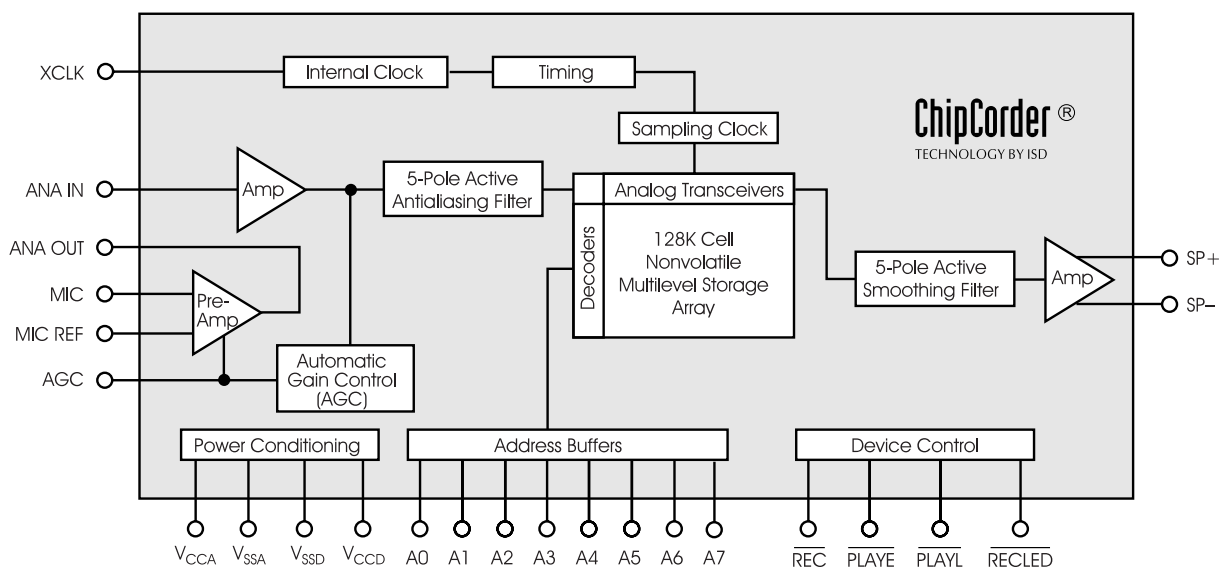 XCLK
Internal Clock
Timing
Sampling Clock
ChipCorder ®
TECHNOLOGY BY ISD
ANA IN
Amp
5-Pole Active
Antialiasing Filter
Analog Transceivers
Decoders
128K Cell
Nonvolatile
Multilevel Storage
Array
5-Pole Active
Smoothing Filter
Amp
SP+
SP–
ANA OUT
MIC
Pre-
Amp
MIC REF
AGC
Automatic
Gain Control
(AGC)
Power Conditioning
Address Buffers
Device Control
VCCA VSSA VSSD VCCD A0 A1 A2 A3 A4 A5 A6 A7 REC PLAYE PLAYL RECLED